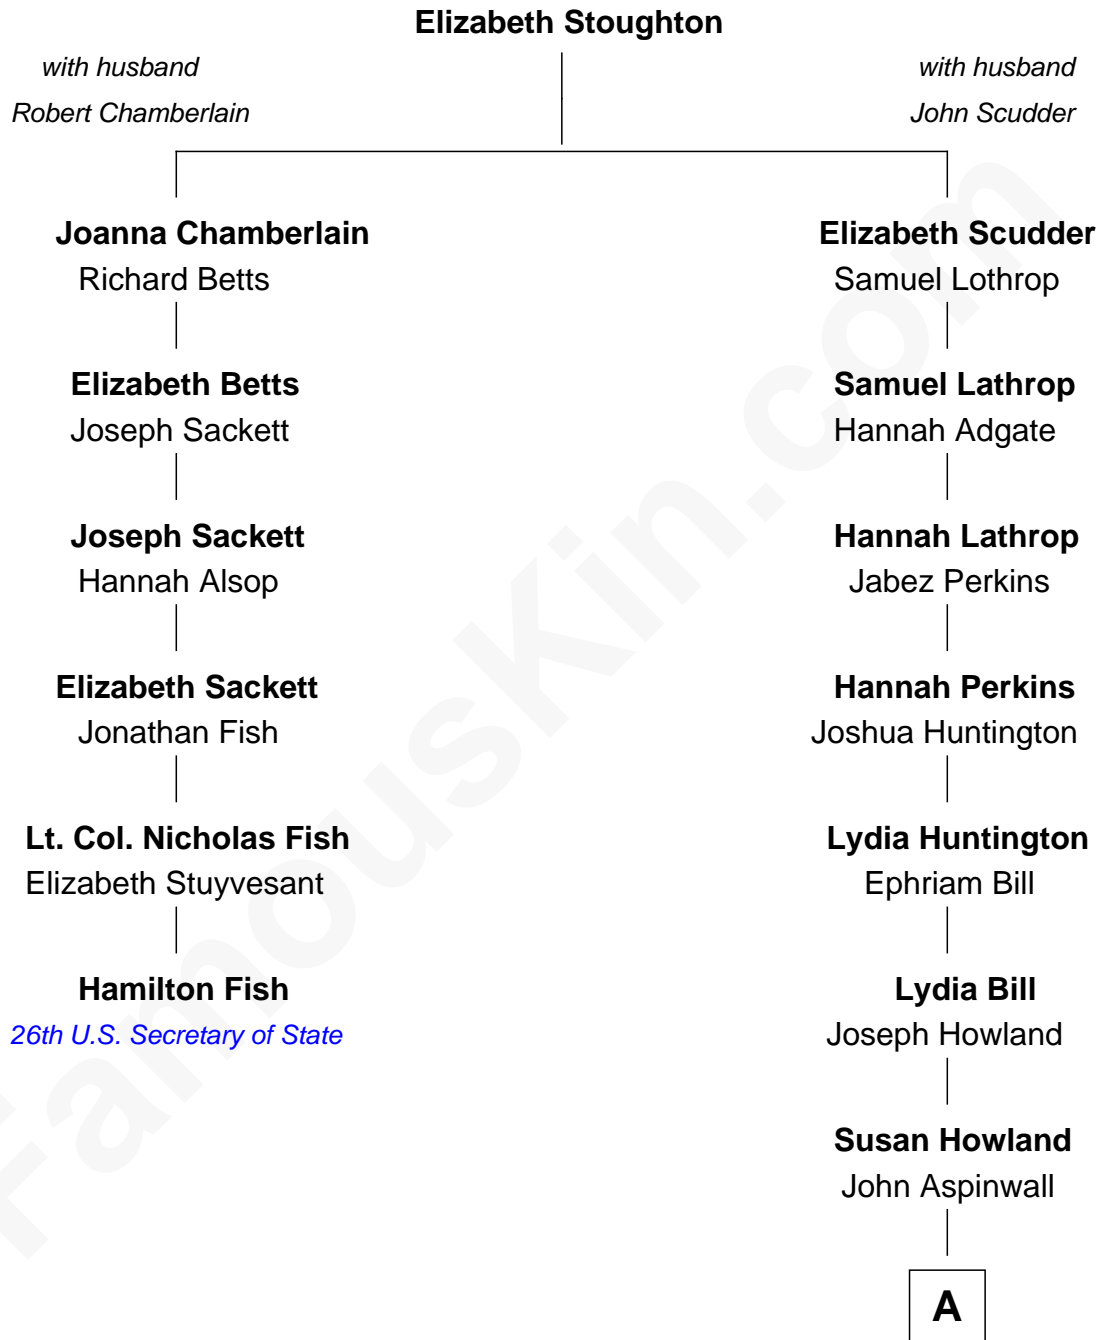 Elizabeth Stoughton
with husband
Robert Chamberlain
with husband
John Scudder
Joanna Chamberlain
Richard Betts
Elizabeth Scudder
Samuel Lothrop
Elizabeth Betts
Joseph Sackett
Samuel Lathrop
Hannah Adgate
Joseph Sackett
Hannah Alsop
Hannah Lathrop
Jabez Perkins
Elizabeth Sackett
Jonathan Fish
Hannah Perkins
Joshua Huntington
Lt. Col. Nicholas Fish
Elizabeth Stuyvesant
Lydia Huntington
Ephriam Bill
Hamilton Fish
26th U.S. Secretary of State
Lydia Bill
Joseph Howland
Susan Howland
John Aspinwall
A
FamousKin.com